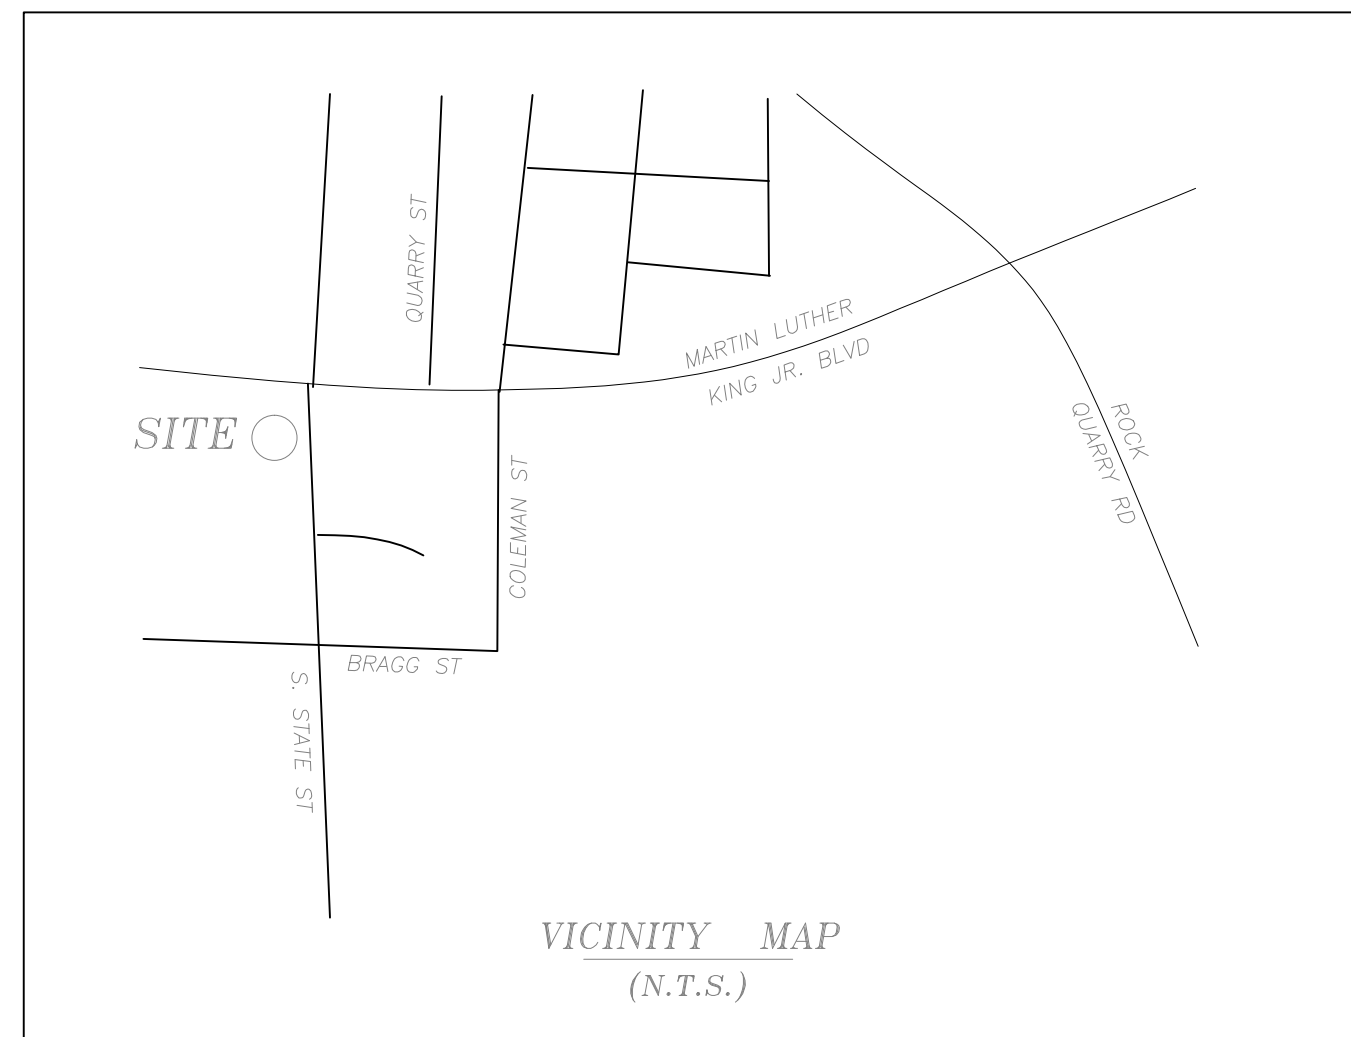 QUARRY ST
MARTIN LUTHER
KING JR. BLVD
ROCK
QUARRY RD
SITE
COLEMAN ST
BRAGG ST
S. STATE ST
VICINITY MAP
(N.T.S.)